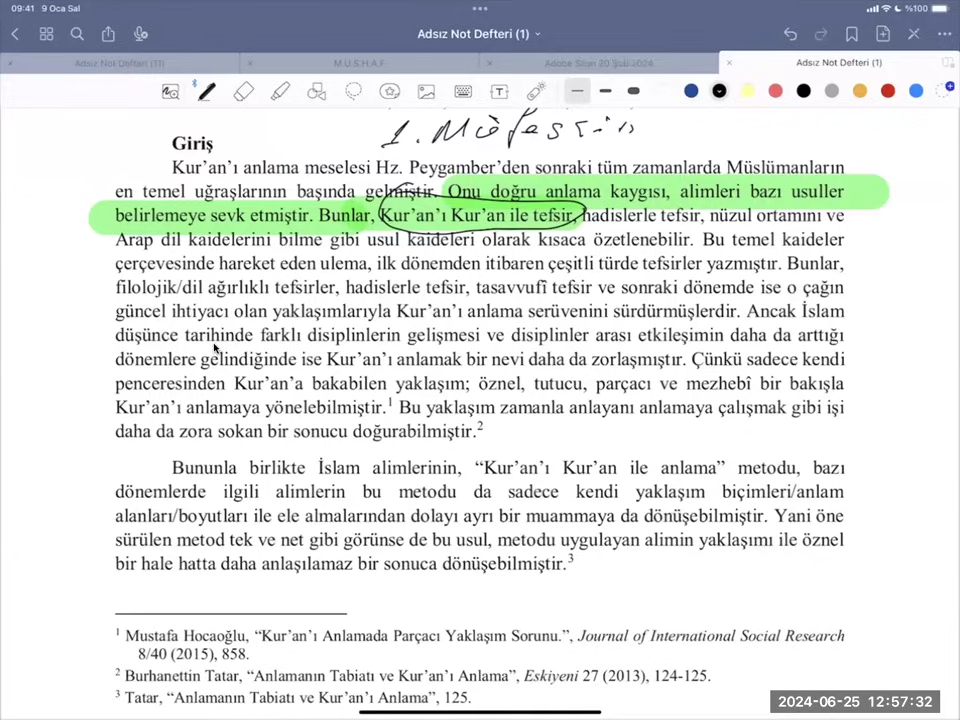 09:41 9 Oca Sal
%100
Adsız Not Defteri (1)
Adsız Not Defteri (11)
M.U.S.H.A.F
Adobe Scan 20 Şub 2024
Adsız Not Defteri (1)
1. Müfessirin
Giriş
Kur’an’ı anlama meselesi Hz. Peygamber’den sonraki tüm zamanlarda Müslümanların
en temel uğraşlarının başında gelmiştir. Onu doğru anlama kaygısı, alimleri bazı usuller
belirlemeye sevk etmiştir. Bunlar, Kur’an’ı Kur’an ile tefsir, hadislerle tefsir, nüzul ortamını ve
Arap dil kaidelerini bilme gibi usul kaideleri olarak kısaca özetlenebilir. Bu temel kaideler
çerçevesinde hareket eden ulema, ilk dönemden itibaren çeşitli türde tefsirler yazmıştır. Bunlar,
filolojik/dil ağırlıklı tefsirler, hadislerle tefsir, tasavvufî tefsir ve sonraki dönemde ise o çağın
güncel ihtiyacı olan yaklaşımlarıyla Kur’an’ı anlama serüvenini sürdürmüşlerdir. Ancak İslam
düşünce tarihinde farklı disiplinlerin gelişmesi ve disiplinler arası etkileşimin daha da arttığı
dönemlere gelindiğinde ise Kur’an’ı anlamak bir nevi daha da zorlaşmıştır. Çünkü sadece kendi
penceresinden Kur’an’a bakabilen yaklaşım; öznel, tutucu, parçacı ve mezhebî bir bakışla
Kur’an’ı anlamaya yönelebilmiştir.1 Bu yaklaşım zamanla anlayanı anlamaya çalışmak gibi işi
daha da zora sokan bir sonucu doğurabilmiştir.2
Bununla birlikte İslam alimlerinin, “Kur’an’ı Kur’an ile anlama” metodu, bazı
dönemlerde ilgili alimlerin bu metodu da sadece kendi yaklaşım biçimleri/anlam
alanları/boyutları ile ele almalarından dolayı ayrı bir muammaya da dönüşebilmiştir. Yani öne
sürülen metod tek ve net gibi görünse de bu usul, metodu uygulayan alimin yaklaşımı ile öznel
bir hale hatta daha anlaşılamaz bir sonuca dönüşebilmiştir.3
1 Mustafa Hocaoğlu, “Kur’an’ı Anlamada Parçacı Yaklaşım Sorunu.”, Journal of International Social Research
8/40 (2015), 858.
2 Burhanettin Tatar, “Anlamanın Tabiatı ve Kur’an’ı Anlama”, Eskiyeni 27 (2013), 124-125.
3 Tatar, “Anlamanın Tabiatı ve Kur’an’ı Anlama”, 125.
2024-06-25 12:57:32